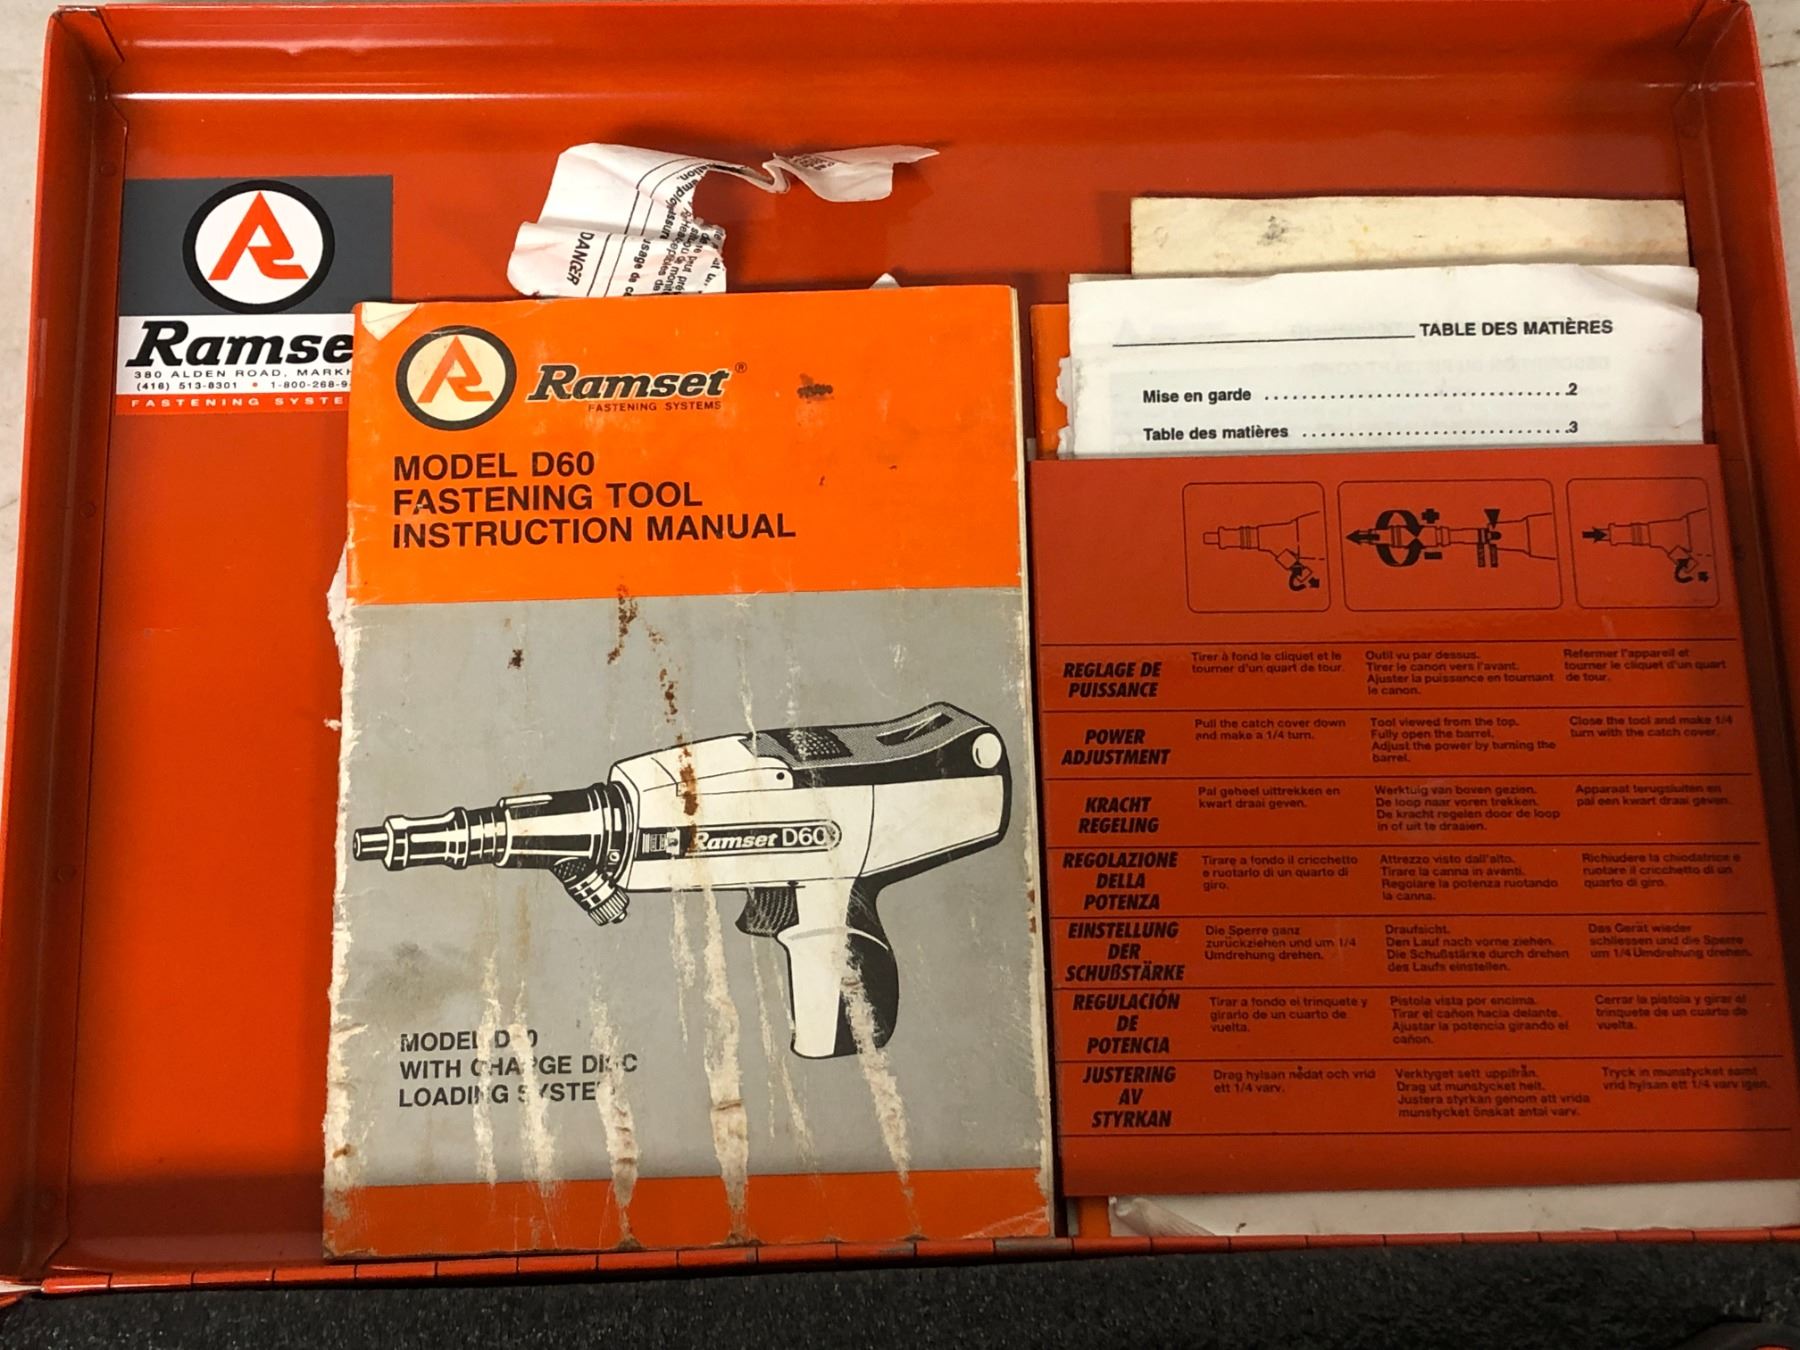 Ramse
380 ALDEN ROAD, MARKH
(416) 513-8301 • 1-800-268-9
FASTENING SYSTE
DANGER
Ramset®
FASTENING SYSTEMS
MODEL D60
FASTENING TOOL
INSTRUCTION MANUAL
Ramset D60
MODEL D 0
WITH CHARGE DISC
LOADING SYSTE
TABLE DES MATIÈRES
Mise en garde ................................ 2
Table des matières ............................ 3
REGLAGE DE
PUISSANCE
Tirer à fond le cliquet et le
tourner d'un quart de tour.
Outil vu par dessus.
Tirer le canon vers l'avant.
Ajuster la puissance en tournant
le canon.
Refermer l'appareil et
tourner le cliquet d'un quart
de tour.
POWER
ADJUSTMENT
Pull the catch cover down
and make a 1/4 turn.
Tool viewed from the top.
Fully open the barrel.
Adjust the power by turning the
barrel.
Close the tool and make 1/4
turn with the catch cover.
KRACHT
REGELING
Pal geheel uittrekken en
kwart draai geven.
Werktuig van boven gezien.
De loop naar voren trekken.
De kracht regelen door de loop
in of uit te draaien.
Apparaat terugsluiten en
pal een kwart draai geven.
REGOLAZIONE
DELLA
POTENZA
Tirare a fondo il cricchetto
e ruotarlo di un quarto di
giro.
Attrezzo visto dall'alto.
Tirare la canna in avanti.
Regolare la potenza ruotando
la canna.
Richiudere la chiodatrice e
ruotare il cricchetto di un
quarto di giro.
EINSTELLUNG
DER
SCHUßSTÄRKE
Die Sperre ganz
zurückziehen und um 1/4
Umdrehung drehen.
Draufsicht.
Den Lauf nach vorne ziehen.
Die Schußstärke durch drehen
des Laufs einstellen.
Das Gerät wieder
schliessen und die Sperre
um 1/4 Umdrehung drehen.
REGULACIÓN
DE
POTENCIA
Tirar a fondo el trinquete y
girarlo de un cuarto de
vuelta.
Pistola vista por encima.
Tirar el cañon hacia delante.
Ajustar la potencia girando el
cañon.
Cerrar la pistola y girar el
trinquete de un cuarto de
vuelta.
JUSTERING
AV
STYRKAN
Drag hylsan nedat och vrid
ett 1/4 varv.
Verktyget sett uppifrån.
Drag ut munstycket helt.
Justera styrkan genom att vrida
munstycket önskat antal varv.
Tryck in munstycket samt
vrid hylsan ett 1/4 varv igen.